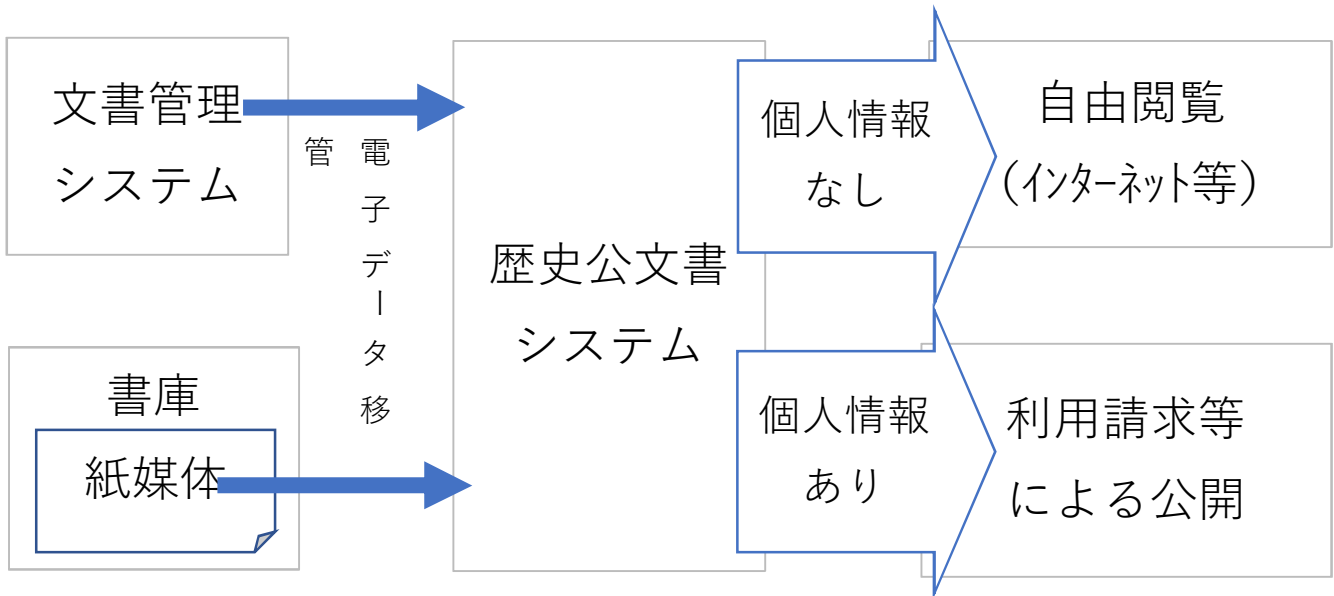 文書管理
システム
電子データ移
管
書庫
紙媒体
歴史公文書
システム
個人情報
なし
自由閲覧
(インターネット等)
個人情報
あり
利用請求等
による公開